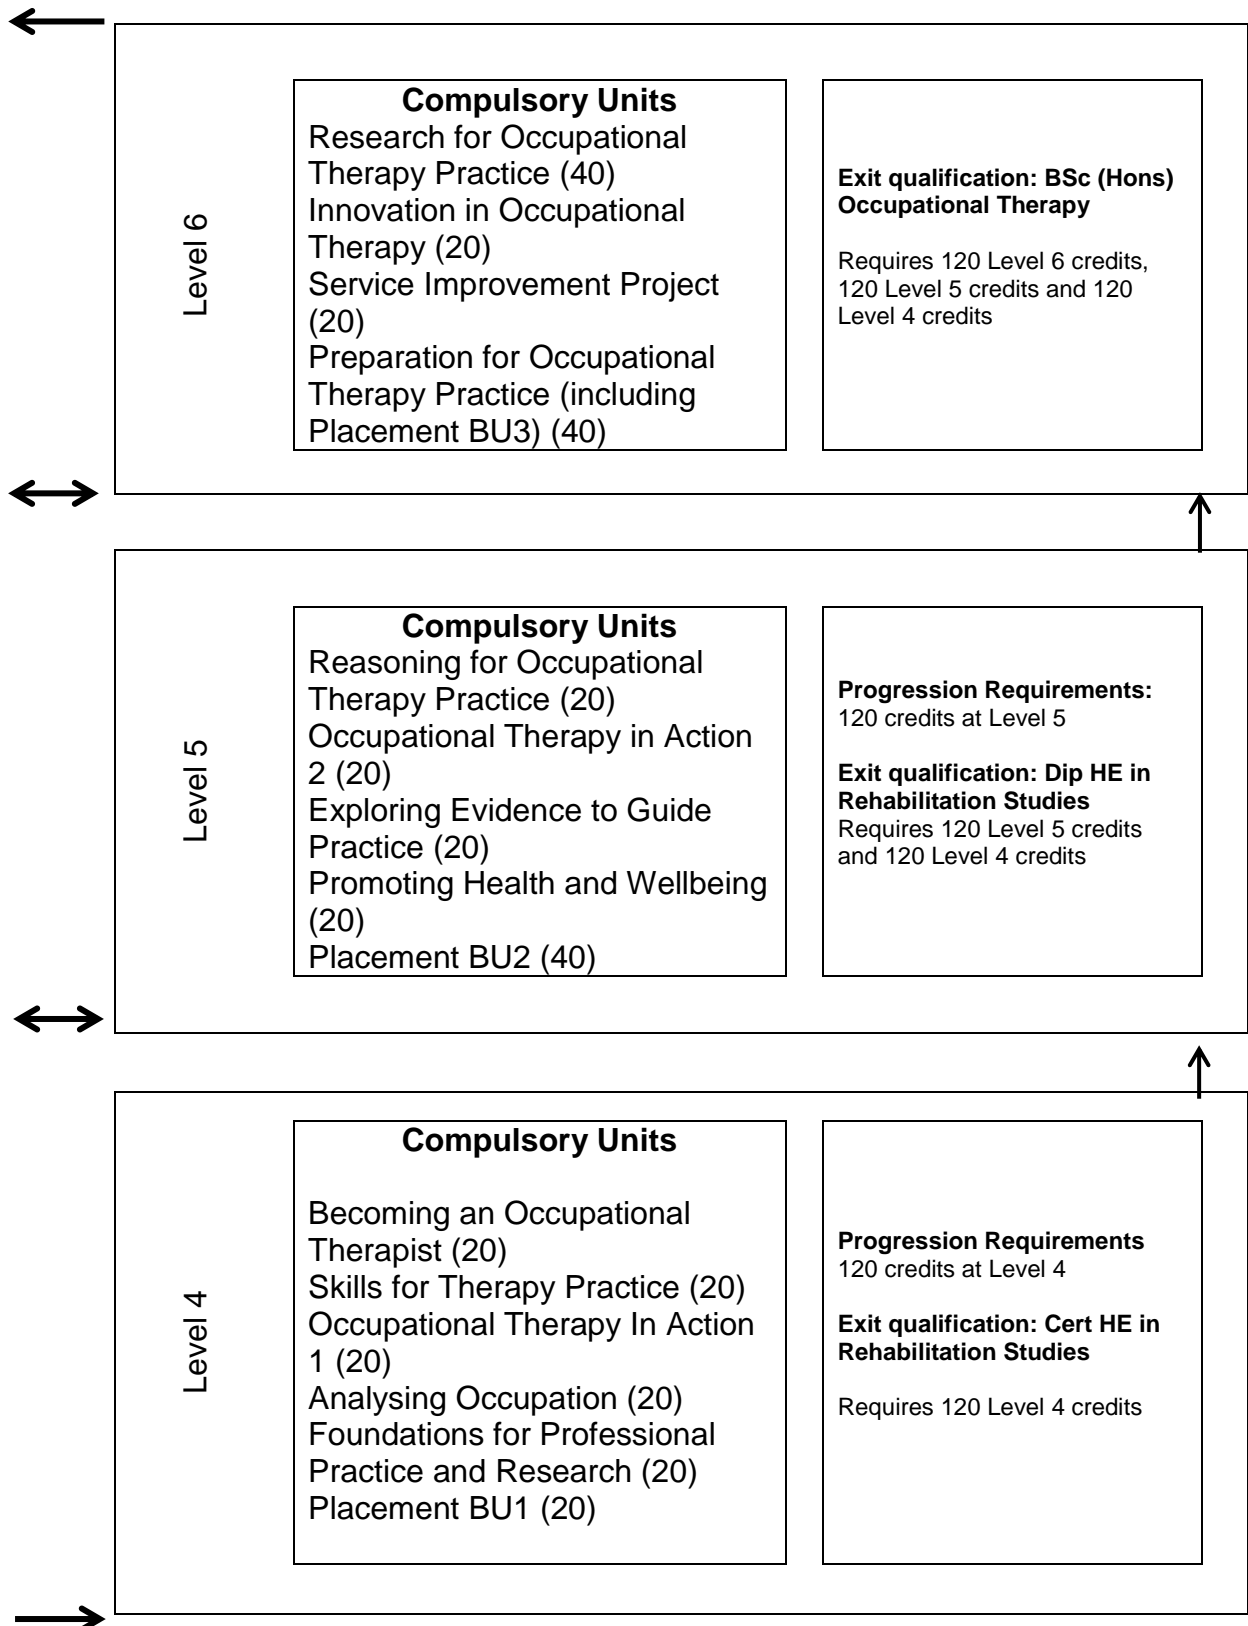 Level 6
Compulsory Units
Research for Occupational
Therapy Practice (40)
Innovation in Occupational
Therapy (20)
Service Improvement Project
(20)
Preparation for Occupational
Therapy Practice (including
Placement BU3) (40)
Exit qualification: BSc (Hons)
Occupational Therapy
Requires 120 Level 6 credits,
120 Level 5 credits and 120
Level 4 credits
Level 5
Compulsory Units
Reasoning for Occupational
Therapy Practice (20)
Occupational Therapy in Action
2 (20)
Exploring Evidence to Guide
Practice (20)
Promoting Health and Wellbeing
(20)
Placement BU2 (40)
Progression Requirements:
120 credits at Level 5
Exit qualification: Dip HE in
Rehabilitation Studies
Requires 120 Level 5 credits
and 120 Level 4 credits
Level 4
Compulsory Units
Becoming an Occupational
Therapist (20)
Skills for Therapy Practice (20)
Occupational Therapy In Action
1 (20)
Analysing Occupation (20)
Foundations for Professional
Practice and Research (20)
Placement BU1 (20)
Progression Requirements
120 credits at Level 4
Exit qualification: Cert HE in
Rehabilitation Studies
Requires 120 Level 4 credits